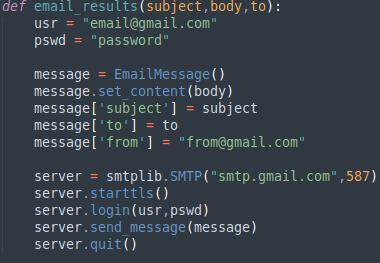 def email_results(subject,body,to):
    usr = "email@gmail.com"
    pswd = "password"

    message = EmailMessage()
    message.set_content(body)
    message['subject'] = subject
    message['to'] = to
    message['from'] = "from@gmail.com"

    server = smtplib.SMTP("smtp.gmail.com",587)
    server.starttls()
    server.login(usr,pswd)
    server.send_message(message)
    server.quit()